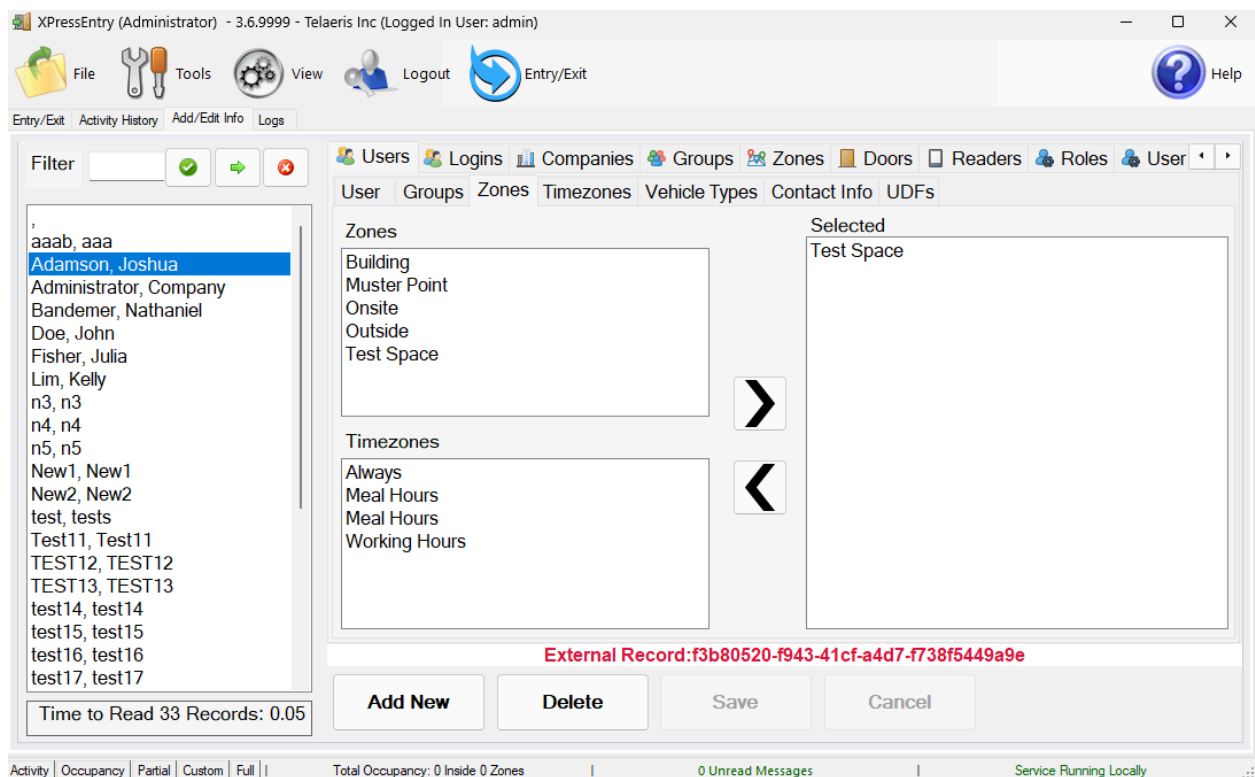 XPressEntry (Administrator) - 3.6.9999 - Telaeris Inc (Logged In User: admin)
File Tools View Logout Entry/Exit Help
Entry/Exit Activity History Add/Edit Info Logs
Filter
,
aaab, aaa
Adamson, Joshua
Administrator, Company
Bandemer, Nathaniel
Doe, John
Fisher, Julia
Lim, Kelly
n3, n3
n4, n4
n5, n5
New1, New1
New2, New2
test, tests
Test11, Test11
TEST12, TEST12
TEST13, TEST13
test14, test14
test15, test15
test16, test16
test17, test17
Time to Read 33 Records: 0.05
Users Logins Companies Groups Zones Doors Readers Roles User
User Groups Zones Timezones Vehicle Types Contact Info UDFs
Zones
Building
Muster Point
Onsite
Outside
Test Space
Timezones
Always
Meal Hours
Meal Hours
Working Hours
Selected
Test Space
External Record:f3b80520-f943-41cf-a4d7-f738f5449a9e
Add New Delete Save Cancel
Activity | Occupancy | Partial | Custom | Full | | Total Occupancy: 0 Inside 0 Zones | 0 Unread Messages | Service Running Locally